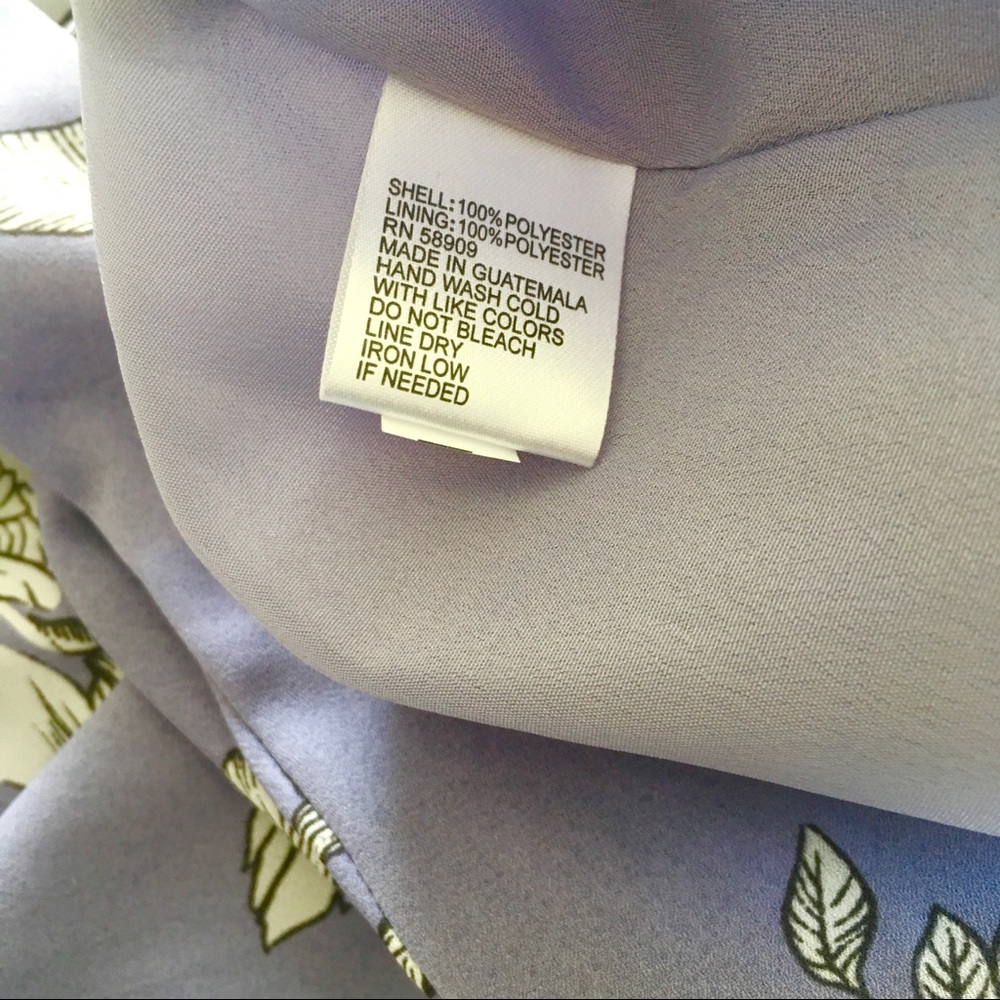 SHELL:100%POLYESTER
LINING:100%POLYESTER
RN 58909
MADE IN GUATEMALA
HAND WASH COLD
WITH LIKE COLORS
DO NOT BLEACH
LINE DRY
IRON LOW
IF NEEDED